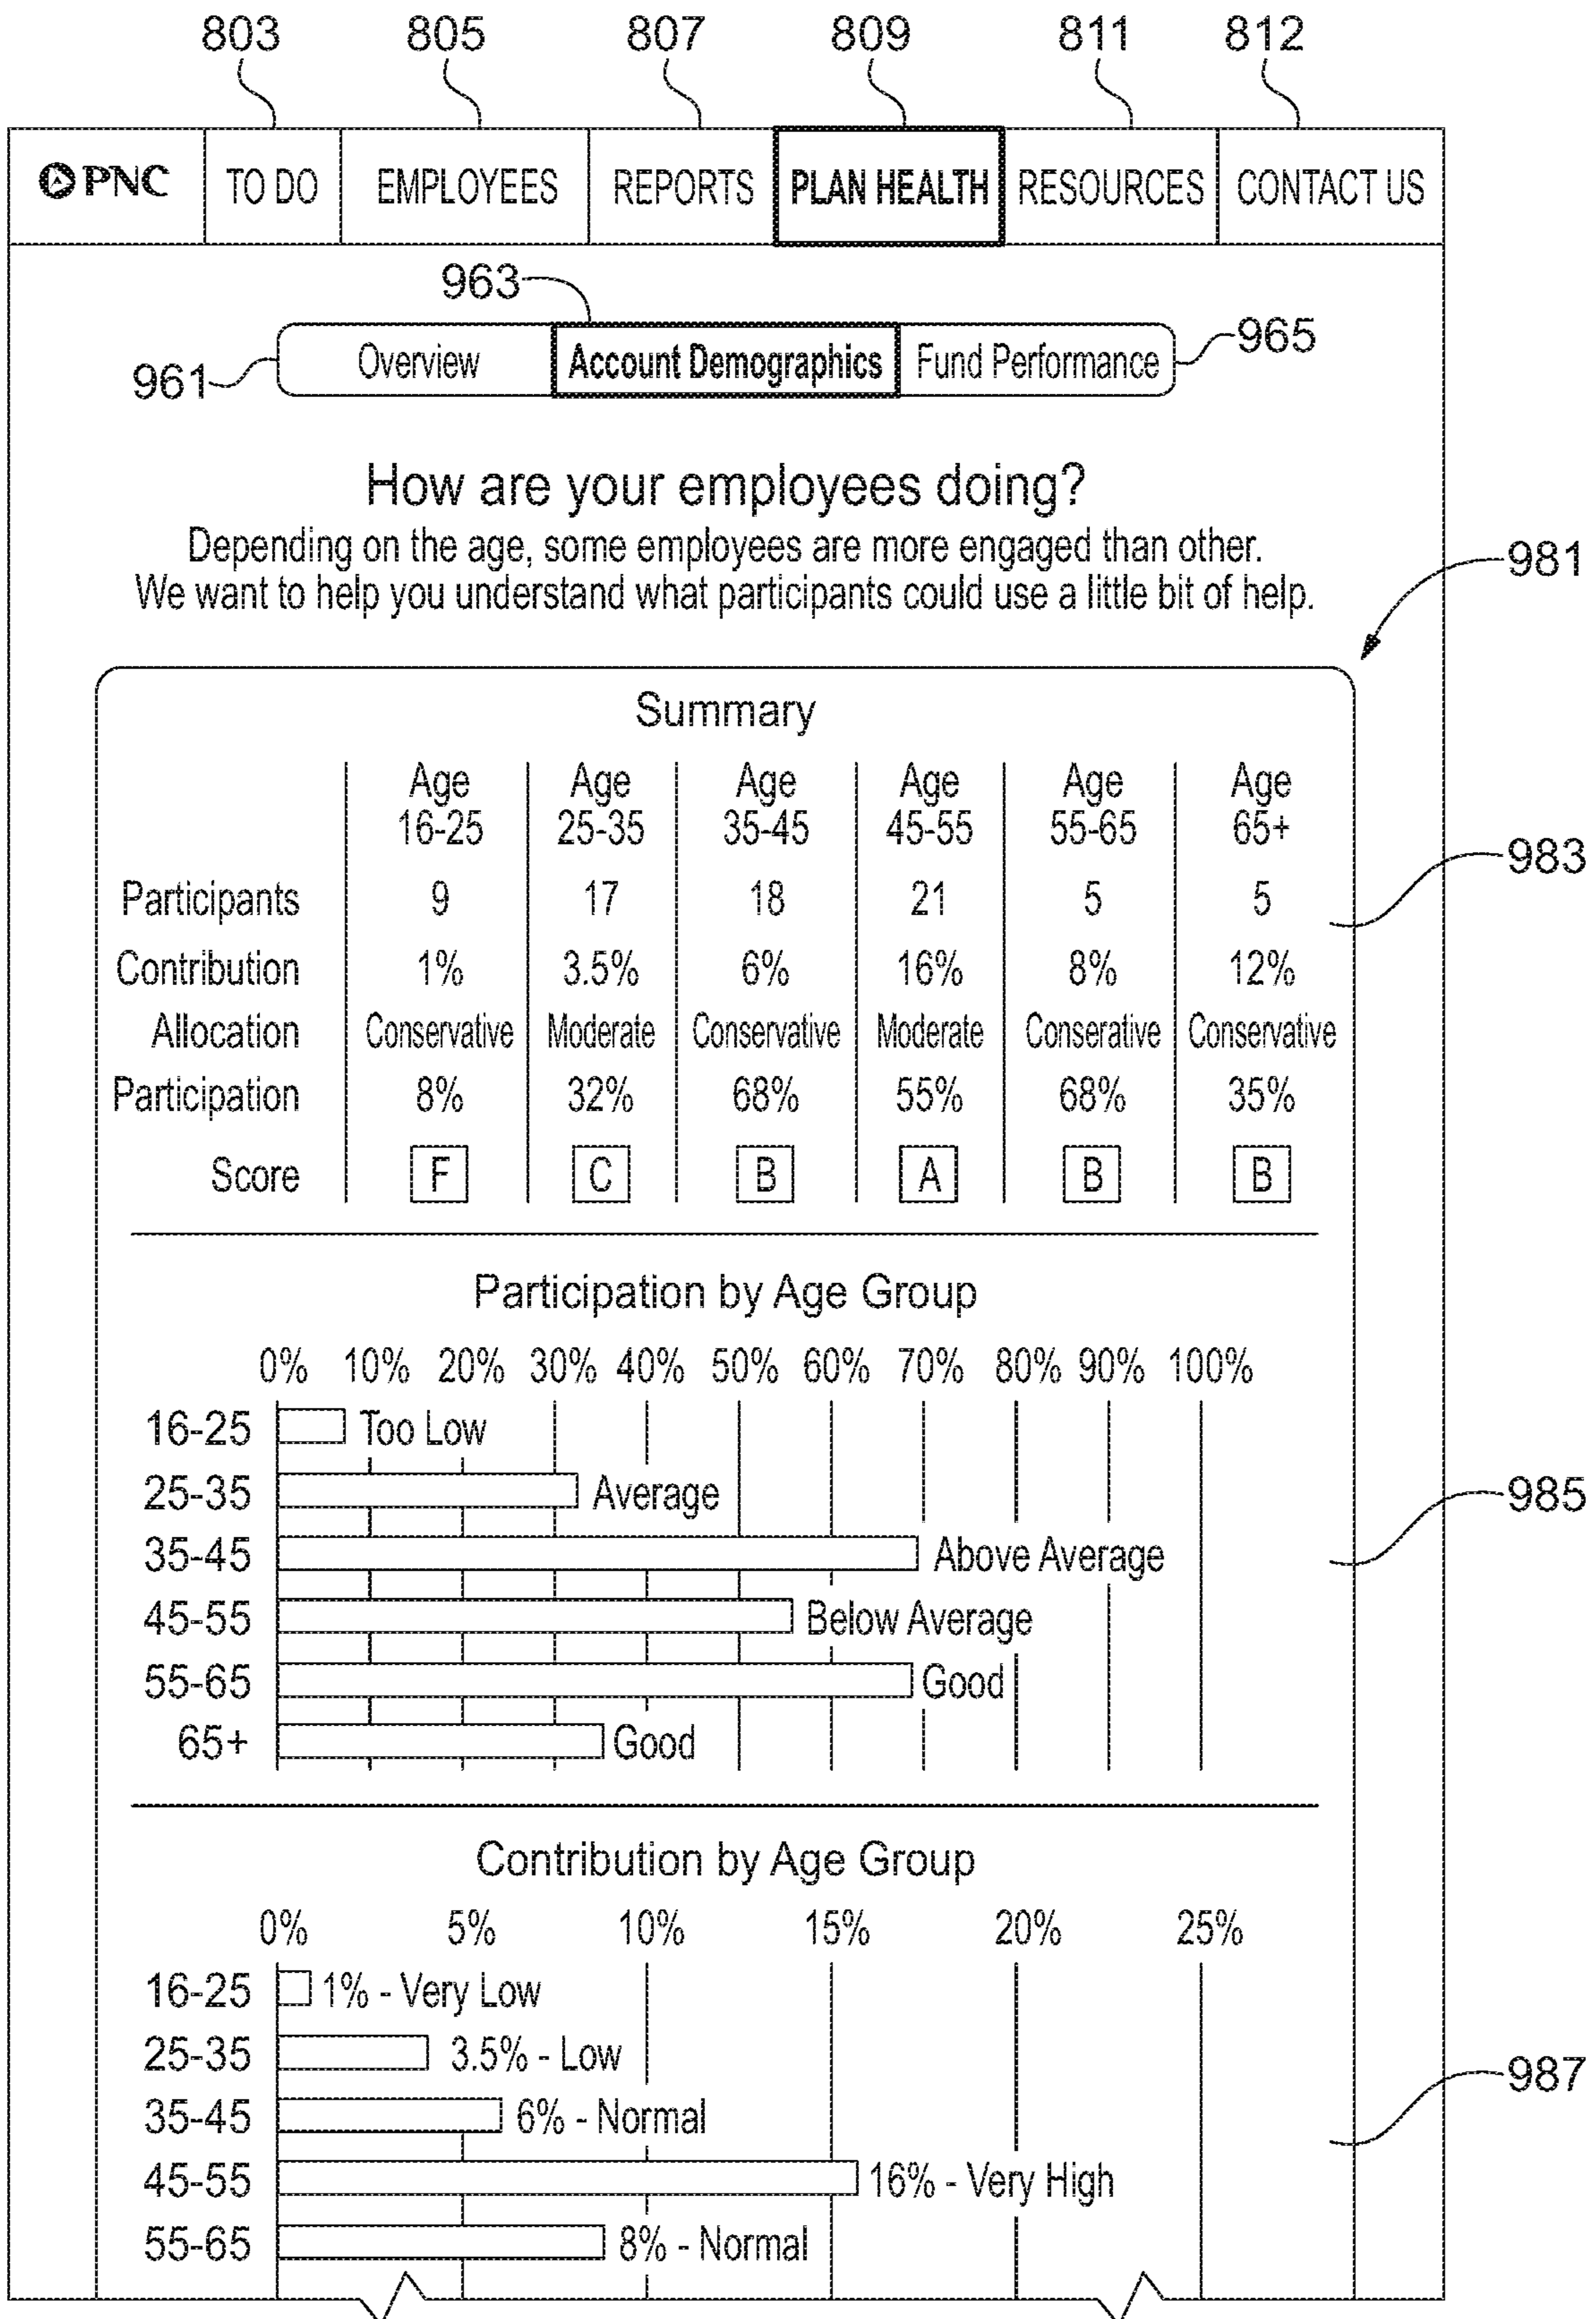 803 805 807 809 811 812
PNC TO DO EMPLOYEES REPORTS PLAN HEALTH RESOURCES CONTACT US
963
961 Overview Account Demographics Fund Performance 965
How are your employees doing?
Depending on the age, some employees are more engaged than other.
We want to help you understand what participants could use a little bit of help.
981
Summary
Age Age Age Age Age Age
16-25 25-35 35-45 45-55 55-65 65+
983
Participants 9 17 18 21 5 5
Contribution 1% 3.5% 6% 16% 8% 12%
Allocation Conservative Moderate Conservative Moderate Conserative Conservative
Participation 8% 32% 68% 55% 68% 35%
Score F C B A B B
Participation by Age Group
0% 10% 20% 30% 40% 50% 60% 70% 80% 90% 100%
16-25 Too Low
25-35 Average
985
35-45 Above Average
45-55 Below Average
55-65 Good
65+ Good
Contribution by Age Group
0% 5% 10% 15% 20% 25%
16-25 1% - Very Low
25-35 3.5% - Low
987
35-45 6% - Normal
45-55 16% - Very High
55-65 8% - Normal